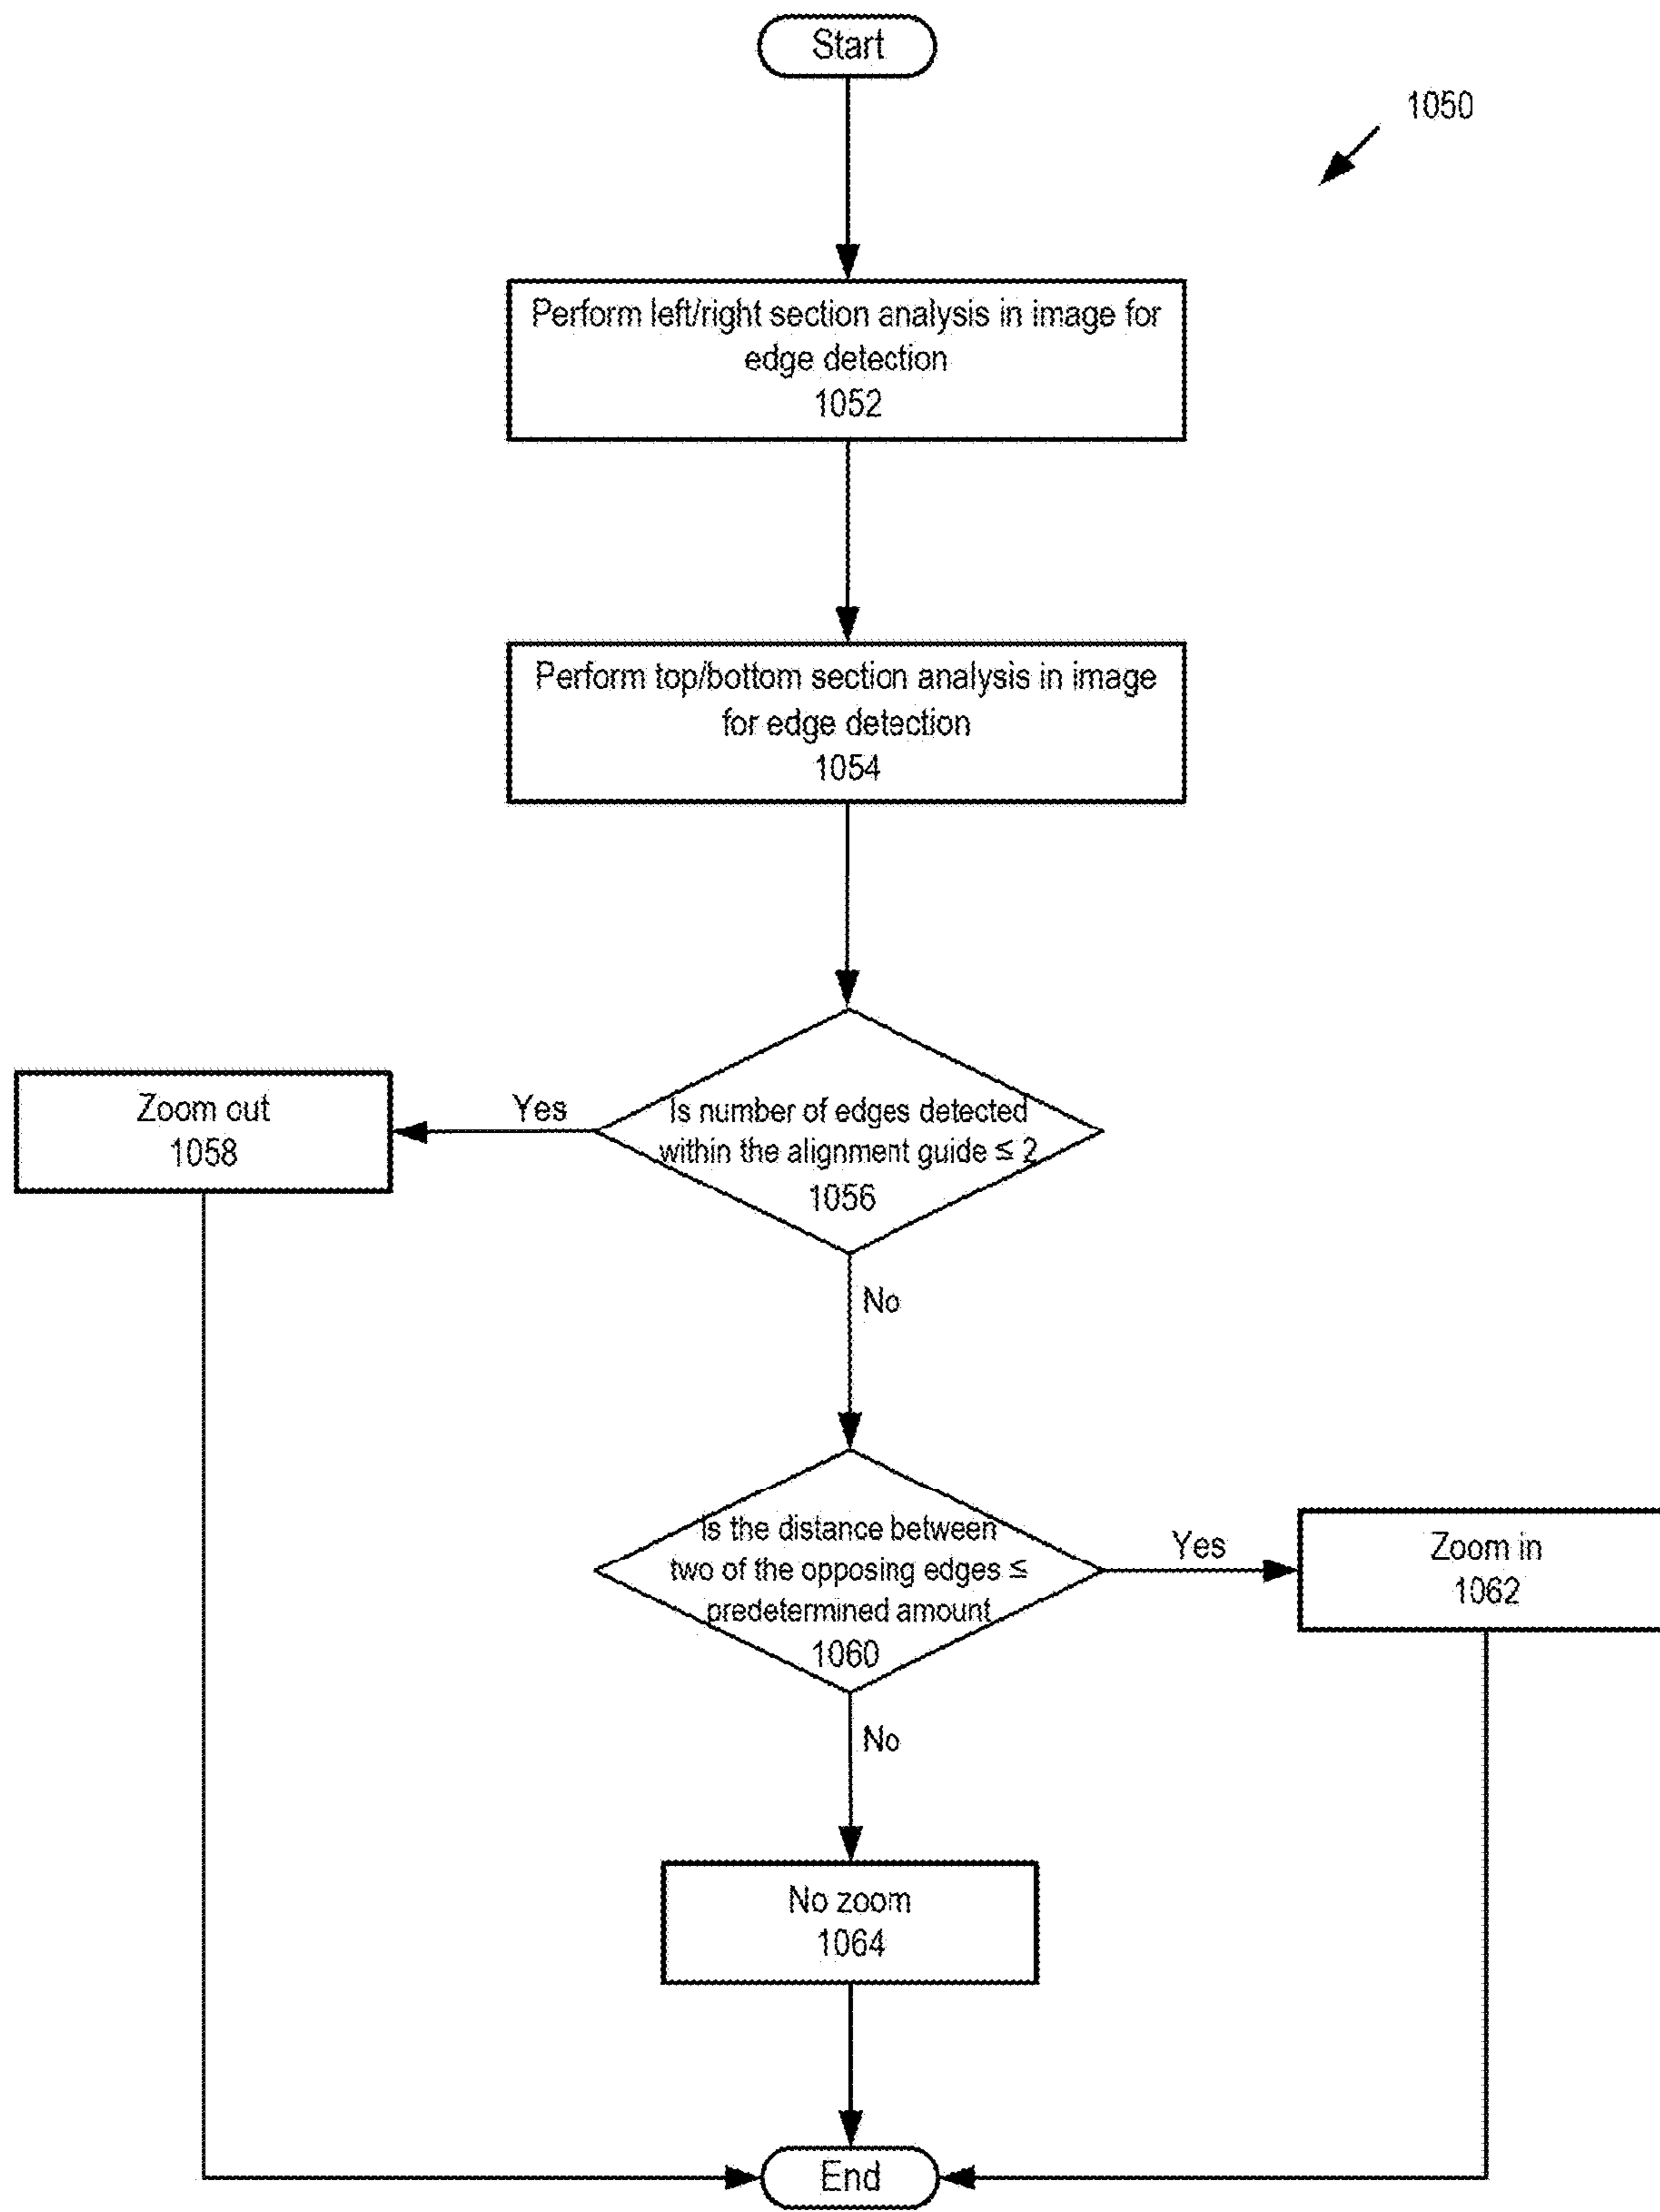 Start
1050
Perform left/right section analysis in image for
edge detection
1052
Perform top/bottom section analysis in image
for edge detection
1054
Is number of edges detected
within the alignment guide ≤ 2
1056
Yes
Zoom out
1058
No
Is the distance between
two of the opposing edges ≤
predetermined amount
1060
Yes
Zoom in
1062
No
No zoom
1064
End